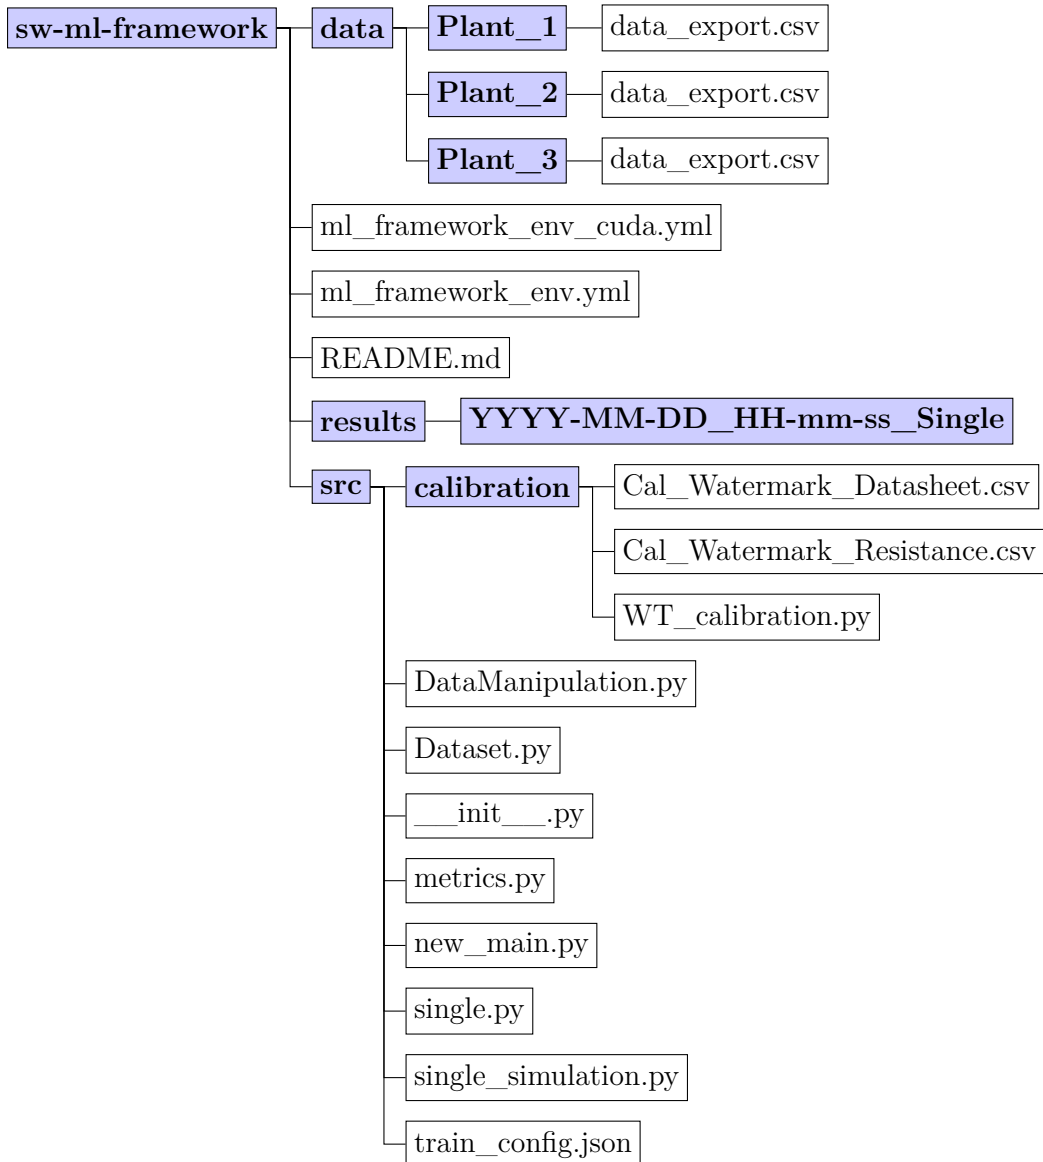 sw-ml-framework data Plant_1 data_export.csv
Plant_2 data_export.csv
Plant_3 data_export.csv
ml_framework_env_cuda.yml
ml_framework_env.yml
README.md
results YYYY-MM-DD_HH-mm-ss_Single
src calibration Cal_Watermark_Datasheet.csv
Cal_Watermark_Resistance.csv
WT_calibration.py
DataManipulation.py
Dataset.py
__init__.py
metrics.py
new_main.py
single.py
single_simulation.py
train_config.json